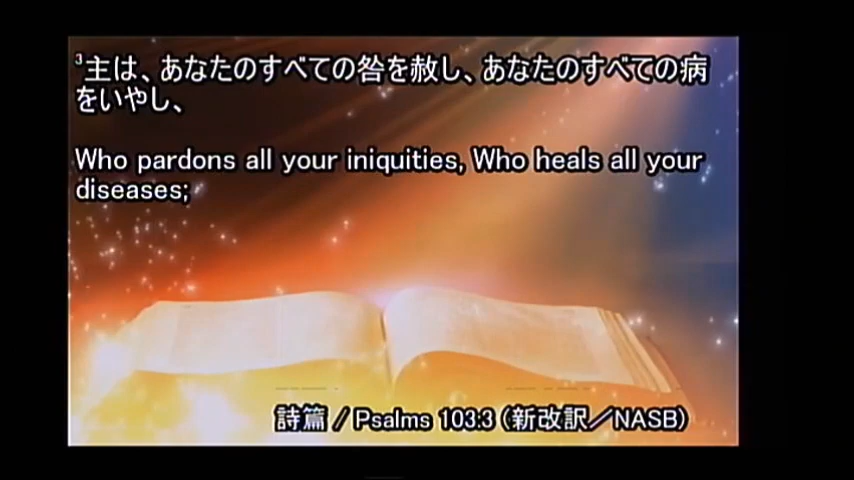 ³主は、あなたのすべての咎を赦し、あなたのすべての病
をいやし、
Who pardons all your iniquities, Who heals all your
diseases;
詩篇 / Psalms 103:3 (新改訳／NASB)